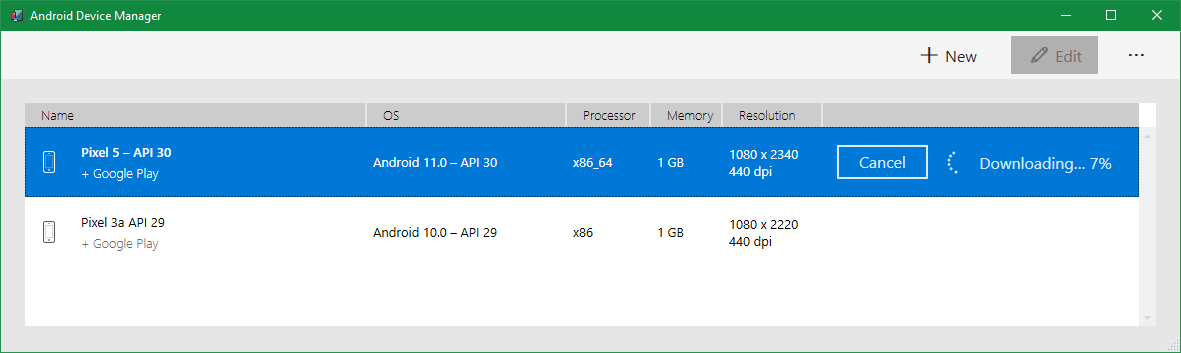 Android Device Manager
New
Edit
Name OS Processor Memory Resolution
Pixel 5 – API 30
+ Google Play
Android 11.0 – API 30
x86_64
1 GB
1080 x 2340
440 dpi
Cancel
Downloading... 7%
Pixel 3a API 29
+ Google Play
Android 10.0 – API 29
x86
1 GB
1080 x 2220
440 dpi